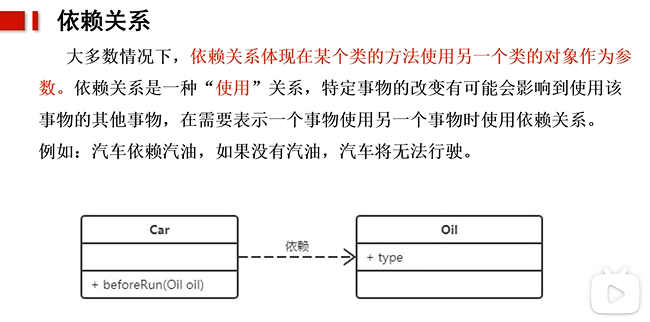 依赖关系
大多数情况下，依赖关系体现在某个类的方法使用另一个类的对象作为参
数。依赖关系是一种“使用”关系，特定事物的改变有可能会影响到使用该
事物的其他事物，在需要表示一个事物使用另一个事物时使用依赖关系。
例如：汽车依赖汽油，如果没有汽油，汽车将无法行驶。
Car
依赖
Oil
+ type
+ beforeRun(Oil oil)